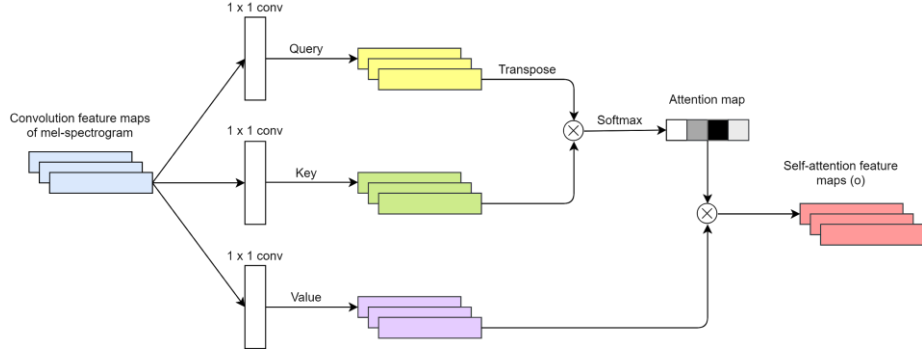 1 x 1 conv
Query
Transpose
Convolution feature maps
of mel-spectrogram
1 x 1 conv
Key
Softmax
Attention map
Self-attention feature
maps (o)
1 x 1 conv
Value